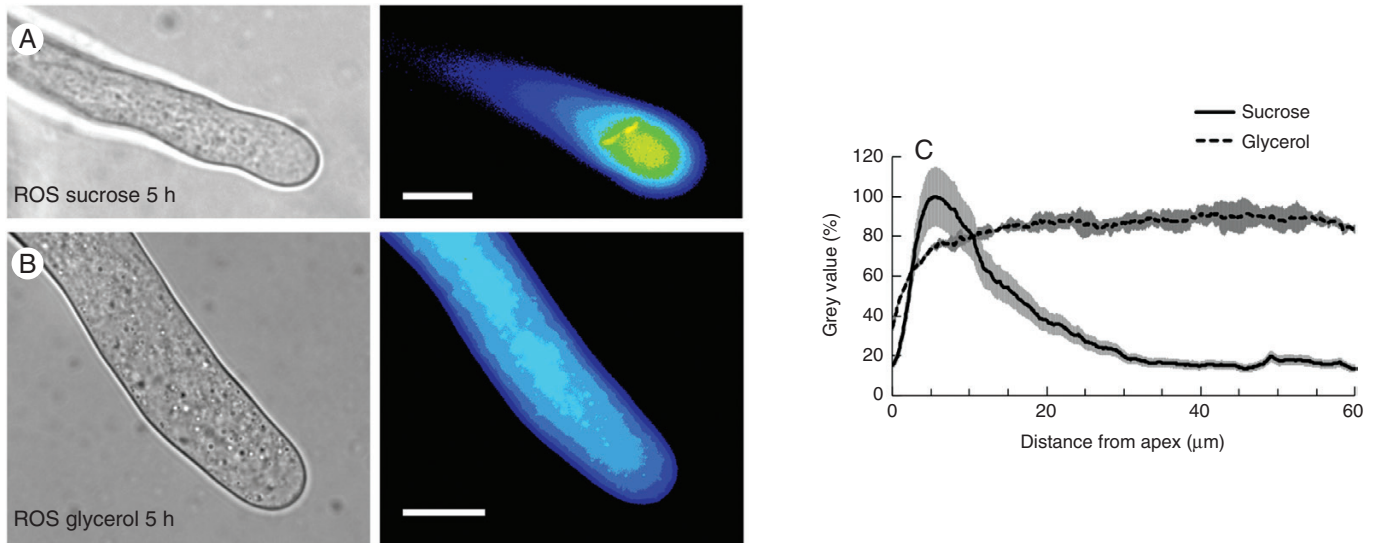 A
ROS sucrose 5 h
B
ROS glycerol 5 h
C
Sucrose
Glycerol
120
100
80
60
40
20
0
Grey value (%)
0
20
40
60
Distance from apex (μm)